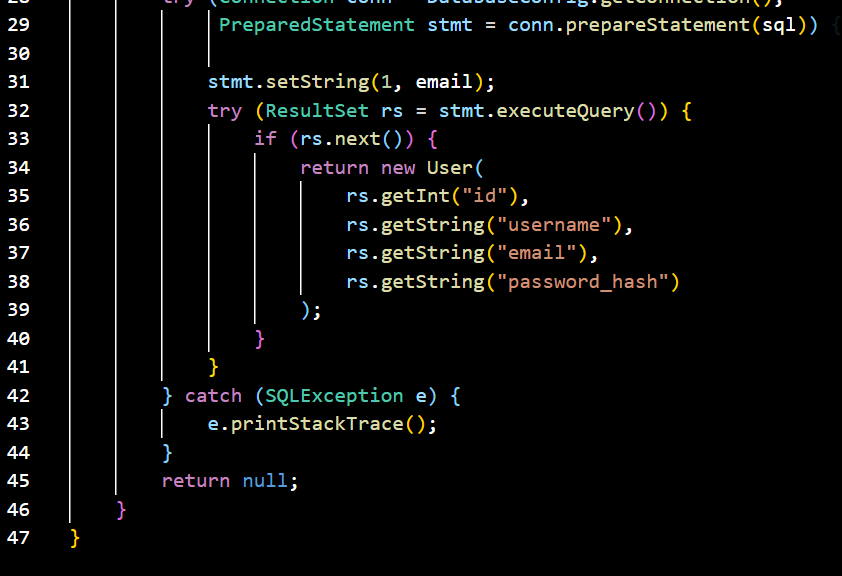 28 try (Connection conn = DatabaseConfig.getConnection();
29 PreparedStatement stmt = conn.prepareStatement(sql)) {
30
31 stmt.setString(1, email);
32 try (ResultSet rs = stmt.executeQuery()) {
33 if (rs.next()) {
34 return new User(
35 rs.getInt("id"),
36 rs.getString("username"),
37 rs.getString("email"),
38 rs.getString("password_hash")
39 );
40 }
41 }
42 } catch (SQLException e) {
43 e.printStackTrace();
44 }
45 return null;
46 }
47 }